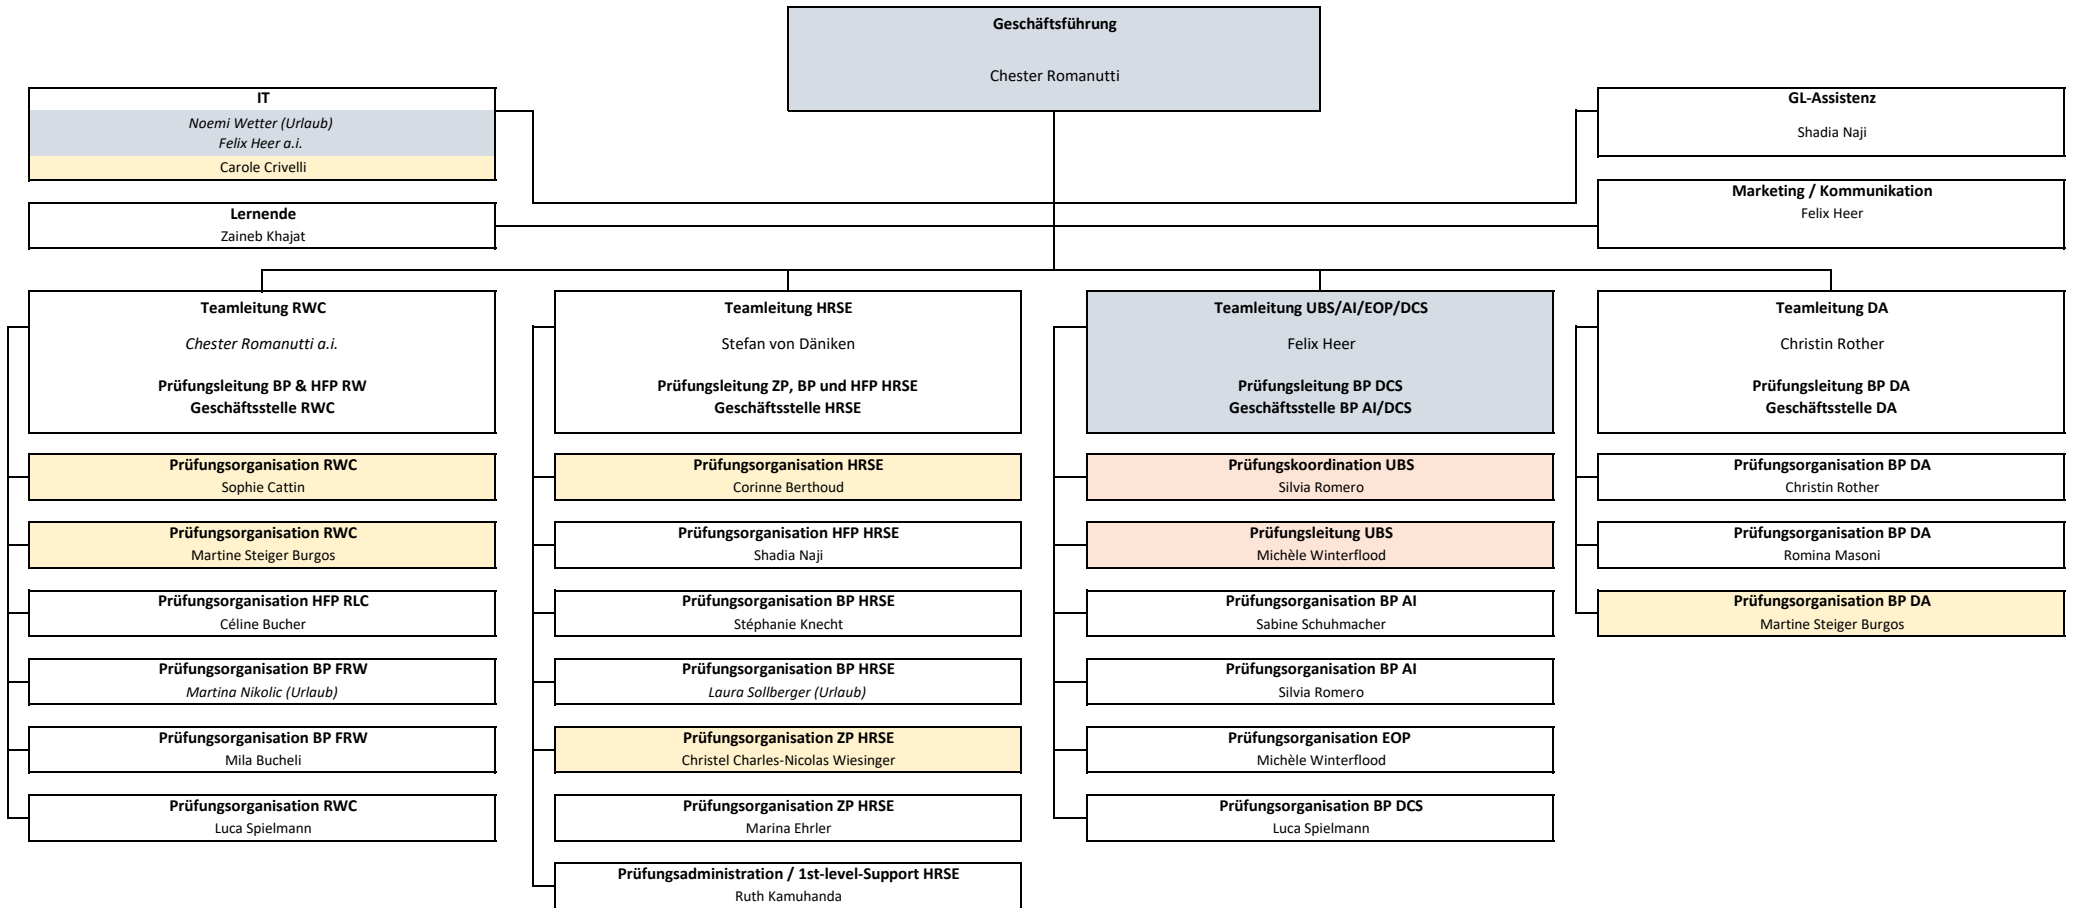 Geschäftsführung
Chester Romanutti
IT
Noemi Wetter (Urlaub)
Felix Heer a.i.
Carole Crivelli
GL-Assistenz
Shadia Naji
Lernende
Zaineb Khajat
Marketing / Kommunikation
Felix Heer
Teamleitung RWC
Chester Romanutti a.i.
Prüfungsleitung BP & HFP RW
Geschäftsstelle RWC
Prüfungsorganisation RWC
Sophie Cattin
Prüfungsorganisation RWC
Martine Steiger Burgos
Prüfungsorganisation HFP RLC
Céline Bucher
Prüfungsorganisation BP FRW
Martina Nikolic (Urlaub)
Prüfungsorganisation BP FRW
Mila Bucheli
Prüfungsorganisation RWC
Luca Spielmann
Teamleitung HRSE
Stefan von Däniken
Prüfungsleitung ZP, BP und HFP HRSE
Geschäftsstelle HRSE
Prüfungsorganisation HRSE
Corinne Berthoud
Prüfungsorganisation HFP HRSE
Shadia Naji
Prüfungsorganisation BP HRSE
Stéphanie Knecht
Prüfungsorganisation BP HRSE
Laura Sollberger (Urlaub)
Prüfungsorganisation ZP HRSE
Christel Charles-Nicolas Wiesinger
Prüfungsorganisation ZP HRSE
Marina Ehrler
Prüfungsadministration / 1st-level-Support HRSE
Ruth Kamuhanda
Teamleitung UBS/AI/EOP/DCS
Felix Heer
Prüfungsleitung BP DCS
Geschäftsstelle BP AI/DCS
Prüfungskoordination UBS
Silvia Romero
Prüfungsleitung UBS
Michèle Winterflood
Prüfungsorganisation BP AI
Sabine Schuhmacher
Prüfungsorganisation BP AI
Silvia Romero
Prüfungsorganisation EOP
Michèle Winterflood
Prüfungsorganisation BP DCS
Luca Spielmann
Teamleitung DA
Christin Rother
Prüfungsleitung BP DA
Geschäftsstelle DA
Prüfungsorganisation BP DA
Christin Rother
Prüfungsorganisation BP DA
Romina Masoni
Prüfungsorganisation BP DA
Martine Steiger Burgos